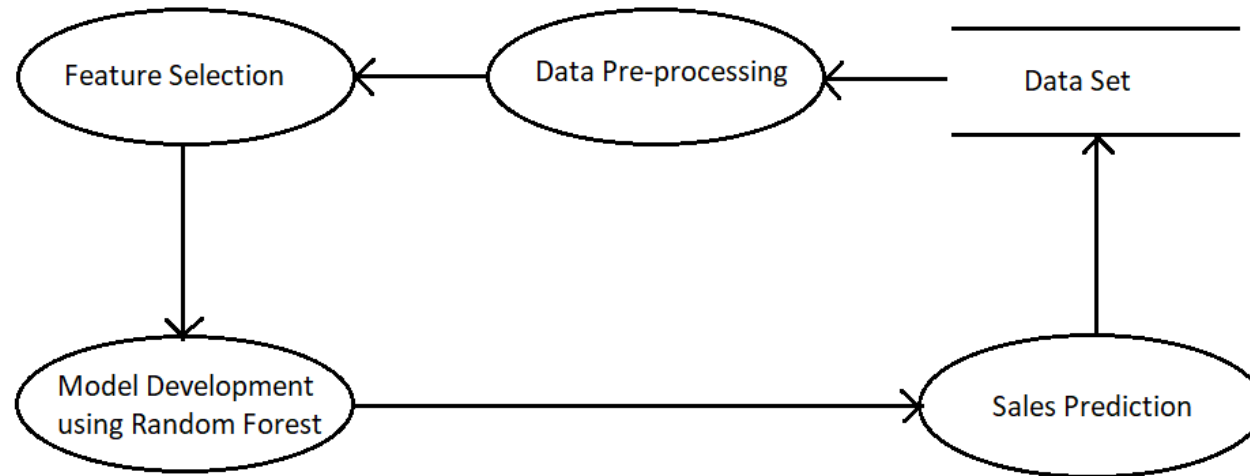 Feature Selection
Data Pre-processing
Data Set
Model Development
using Random Forest
Sales Prediction